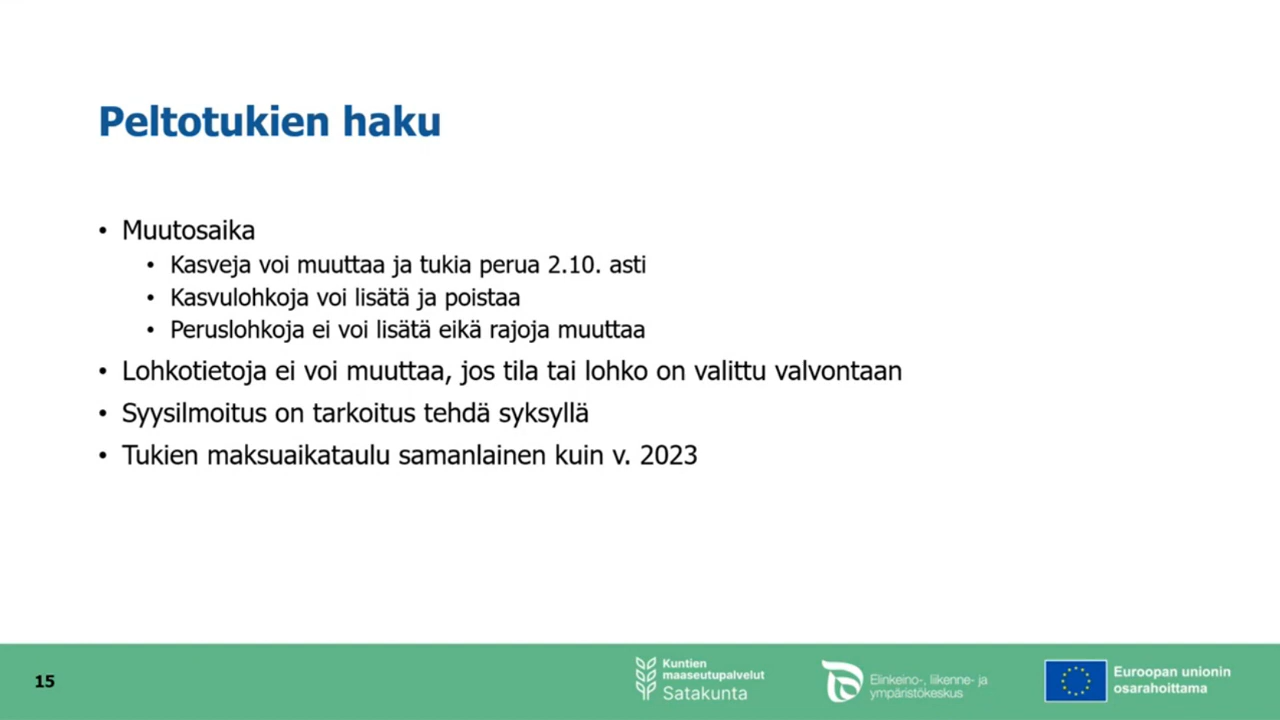 Peltotukien haku
• Muutosaika
• Kasveja voi muuttaa ja tukia perua 2.10. asti
• Kasvulohkoja voi lisätä ja poistaa
• Peruslohkoja ei voi lisätä eikä rajoja muuttaa
• Lohkotietoja ei voi muuttaa, jos tila tai lohko on valittu valvontaan
• Syysilmoitus on tarkoitus tehdä syksyllä
• Tukien maksuaikataulu samanlainen kuin v. 2023
15
Kuntien
maaseutupalvelut
Satakunta
Elinkeino-, liikenne- ja
ympäristökeskus
Euroopan unionin
osarahoittama